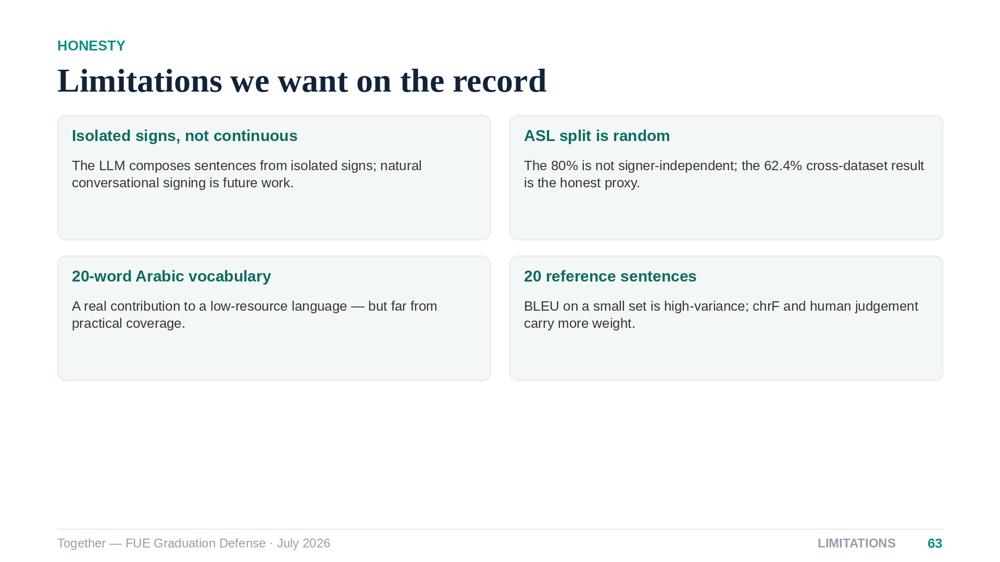 HONESTY
Limitations we want on the record
Isolated signs, not continuous
The LLM composes sentences from isolated signs; natural
conversational signing is future work.
ASL split is random
The 80% is not signer-independent; the 62.4% cross-dataset result
is the honest proxy.
20-word Arabic vocabulary
A real contribution to a low-resource language — but far from
practical coverage.
20 reference sentences
BLEU on a small set is high-variance; chrF and human judgement
carry more weight.
Together — FUE Graduation Defense · July 2026
LIMITATIONS
63